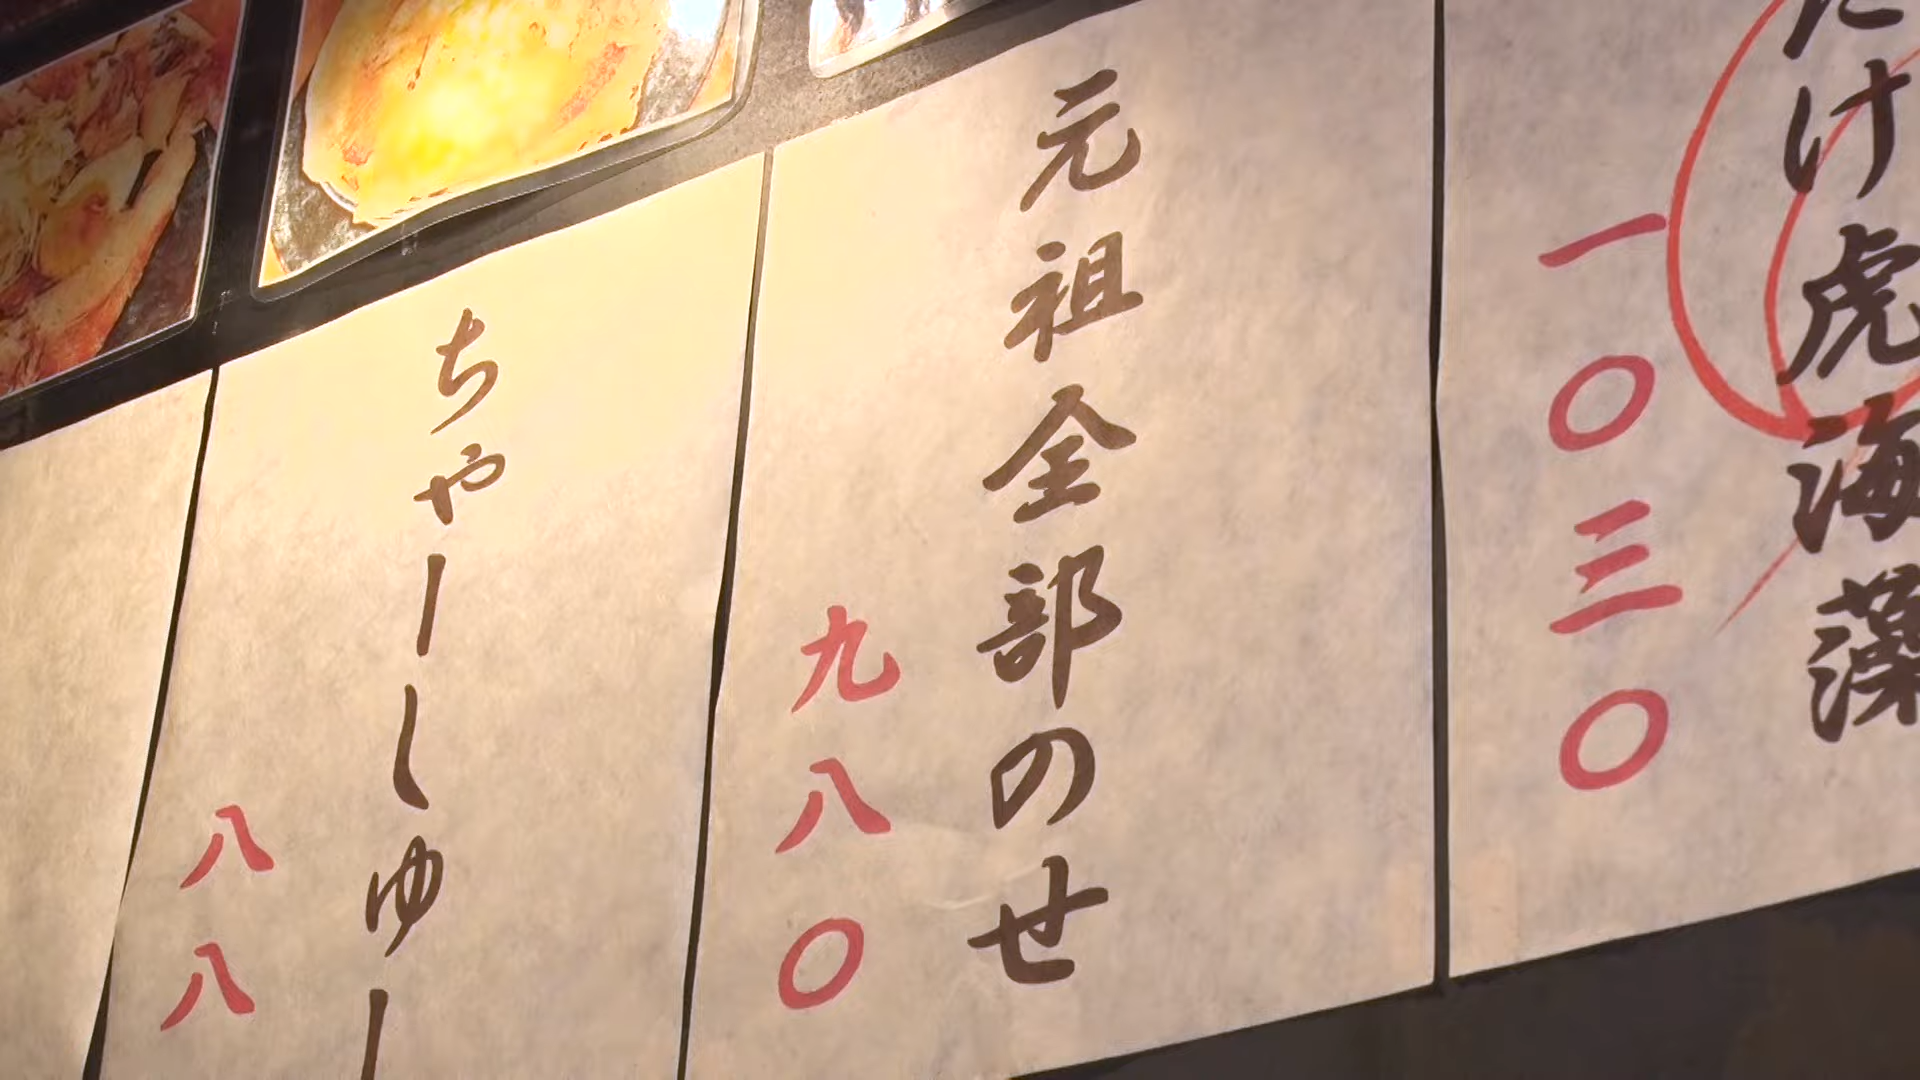 け虎海藻
一〇三〇
元祖全部のせ
九八〇
ちゃーしゅー
八八